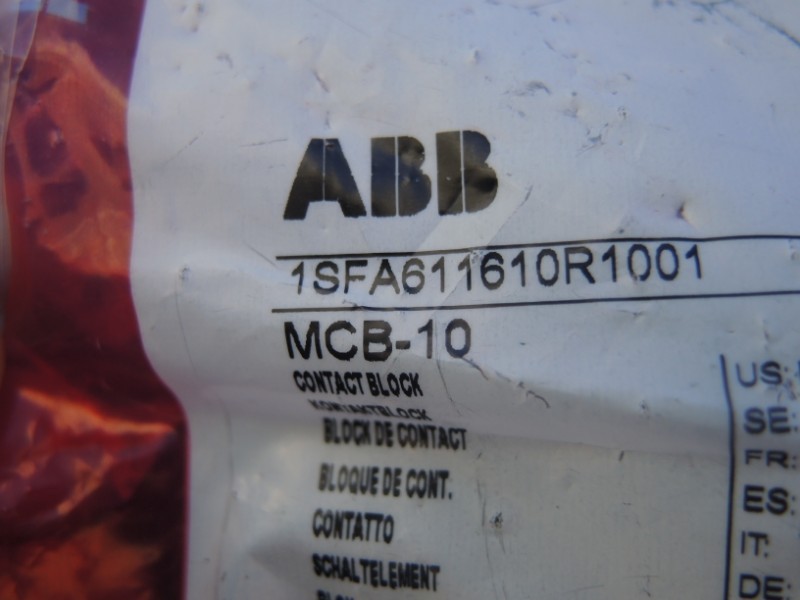 ABB
1SFA611610R1001
MCB-10
CONTACT BLOCK
KONTAKTBLOCK
BLOCK DE CONTACT
BLOQUE DE CONT.
CONTATTO
SCHALTELEMENT
US:
SE:
FR:
ES:
IT:
DE: